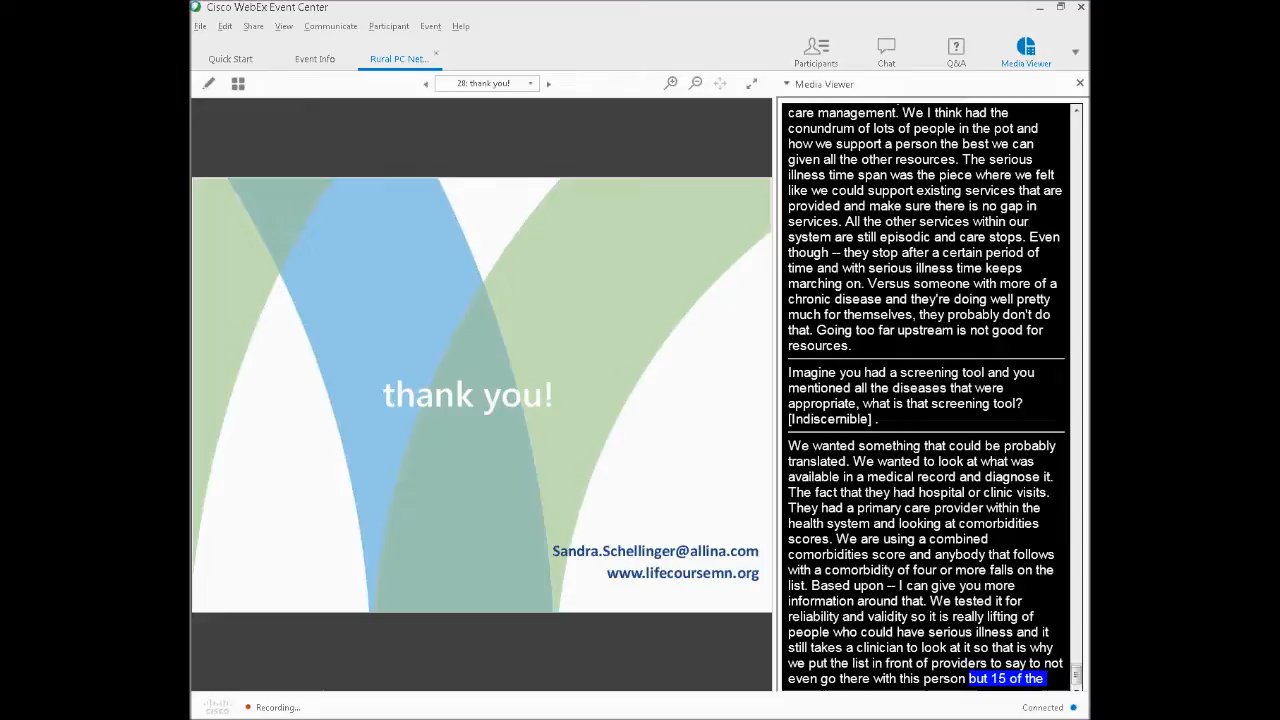 Cisco WebEx Event Center
File Edit Share View Communicate Participant Event Help
Quick Start Event Info Rural PC Net...
Participants Chat Q&A Media Viewer
28: thank you!
Media Viewer
thank you!
Sandra.Schellinger@allina.com
www.lifecoursemn.org
care management. We I think had the
conundrum of lots of people in the pot and
how we support a person the best we can
given all the other resources. The serious
illness time span was the piece where we felt
like we could support existing services that are
provided and make sure there is no gap in
services. All the other services within our
system are still episodic and care stops. Even
though -- they stop after a certain period of
time and with serious illness time keeps
marching on. Versus someone with more of a
chronic disease and they're doing well pretty
much for themselves, they probably don't do
that. Going too far upstream is not good for
resources.
Imagine you had a screening tool and you
mentioned all the diseases that were
appropriate, what is that screening tool?
[Indiscernible] .
We wanted something that could be probably
translated. We wanted to look at what was
available in a medical record and diagnose it.
The fact that they had hospital or clinic visits.
They had a primary care provider within the
health system and looking at comorbidities
scores. We are using a combined
comorbidities score and anybody that follows
with a comorbidity of four or more falls on the
list. Based upon -- I can give you more
information around that. We tested it for
reliability and validity so it is really lifting of
people who could have serious illness and it
still takes a clinician to look at it so that is why
we put the list in front of providers to say to not
even go there with this person but 15 of the
cisco
Recording...
Connected